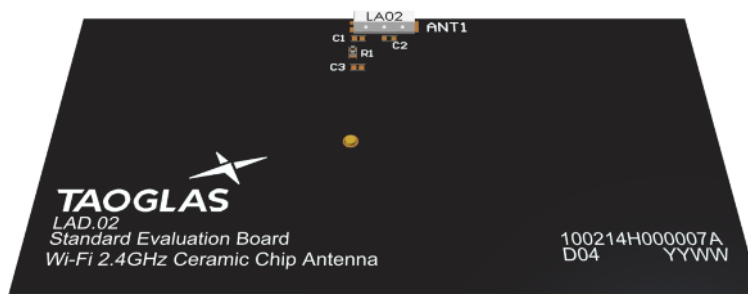 LA02
ANT1
C1
C2
R1
C3
TAOGLAS
LAD.02
Standard Evaluation Board
Wi-Fi 2.4GHz Ceramic Chip Antenna
100214H000007A
D04 YYWW